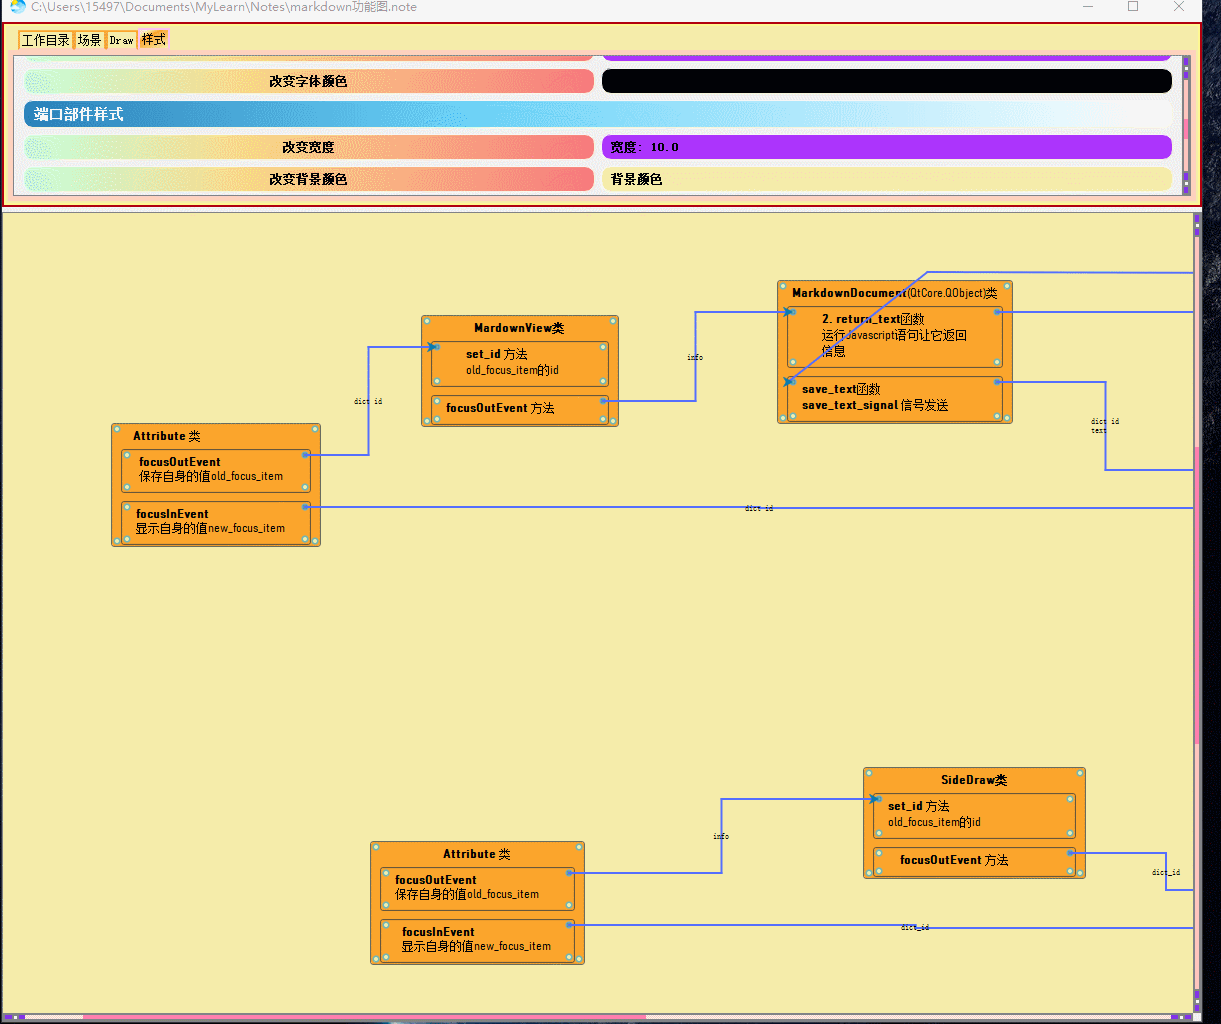 C:\Users\15497\Documents\MyLearn\Notes\markdown功能图.note
工作目录 场景 Draw 样式
改变字体颜色
端口部件样式
改变宽度 宽度: 10.0
改变背景颜色 背景颜色
MarkdownDocument(QtCore.QObject)类
2. return_text函数
运行Javascript语句让它返回
信息
save_text函数
save_text_signal 信号发送
MardownView类
set_id 方法
old_focus_item的id
focusOutEvent 方法
info
dict id
dict id
text
Attribute 类
focusOutEvent
保存自身的值old_focus_item
focusInEvent
显示自身的值new_focus_item
dict id
SideDraw类
set_id 方法
old_focus_item的id
focusOutEvent 方法
info
dict_id
Attribute 类
focusOutEvent
保存自身的值old_focus_item
focusInEvent
显示自身的值new_focus_item
dict_id